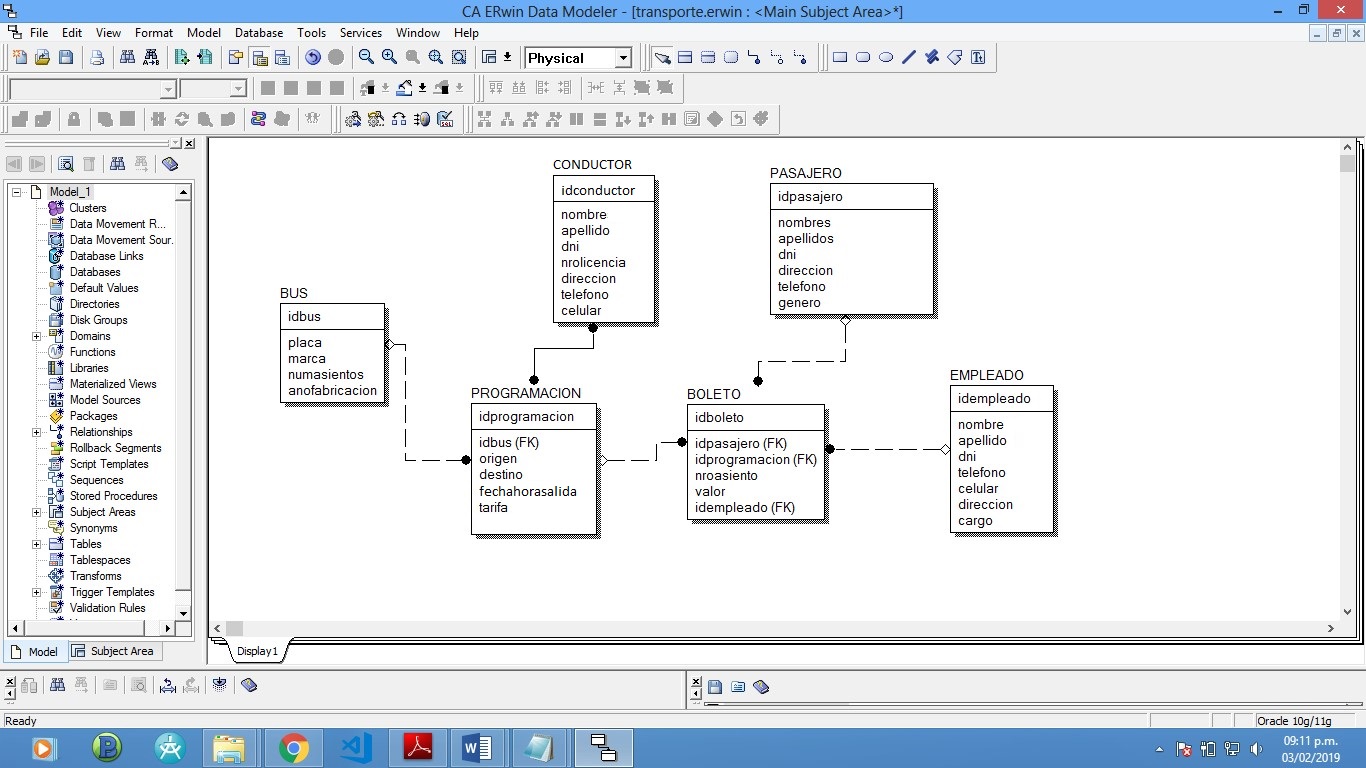 CA ERwin Data Modeler - [transporte.erwin : <Main Subject Area>*]
File Edit View Format Model Database Tools Services Window Help
Physical
Model_1
Clusters
Data Movement R...
Data Movement Sour.
Database Links
Databases
Default Values
Directories
Disk Groups
Domains
Functions
Libraries
Materialized Views
Model Sources
Packages
Relationships
Rollback Segments
Script Templates
Sequences
Stored Procedures
Subject Areas
Synonyms
Tables
Tablespaces
Transforms
Trigger Templates
Validation Rules
Model
Subject Area
CONDUCTOR
idconductor
nombre
apellido
dni
nrolicencia
direccion
telefono
celular
PASAJERO
idpasajero
nombres
apellidos
dni
direccion
telefono
genero
BUS
idbus
placa
marca
numasientos
anofabricacion
PROGRAMACION
idprogramacion
idbus (FK)
origen
destino
fechahorasalida
tarifa
BOLETO
idboleto
idpasajero (FK)
idprogramacion (FK)
nroasiento
valor
idempleado (FK)
EMPLEADO
idempleado
nombre
apellido
dni
telefono
celular
direccion
cargo
Display1
Ready
Oracle 10g/11g
09:11 p.m.
03/02/2019